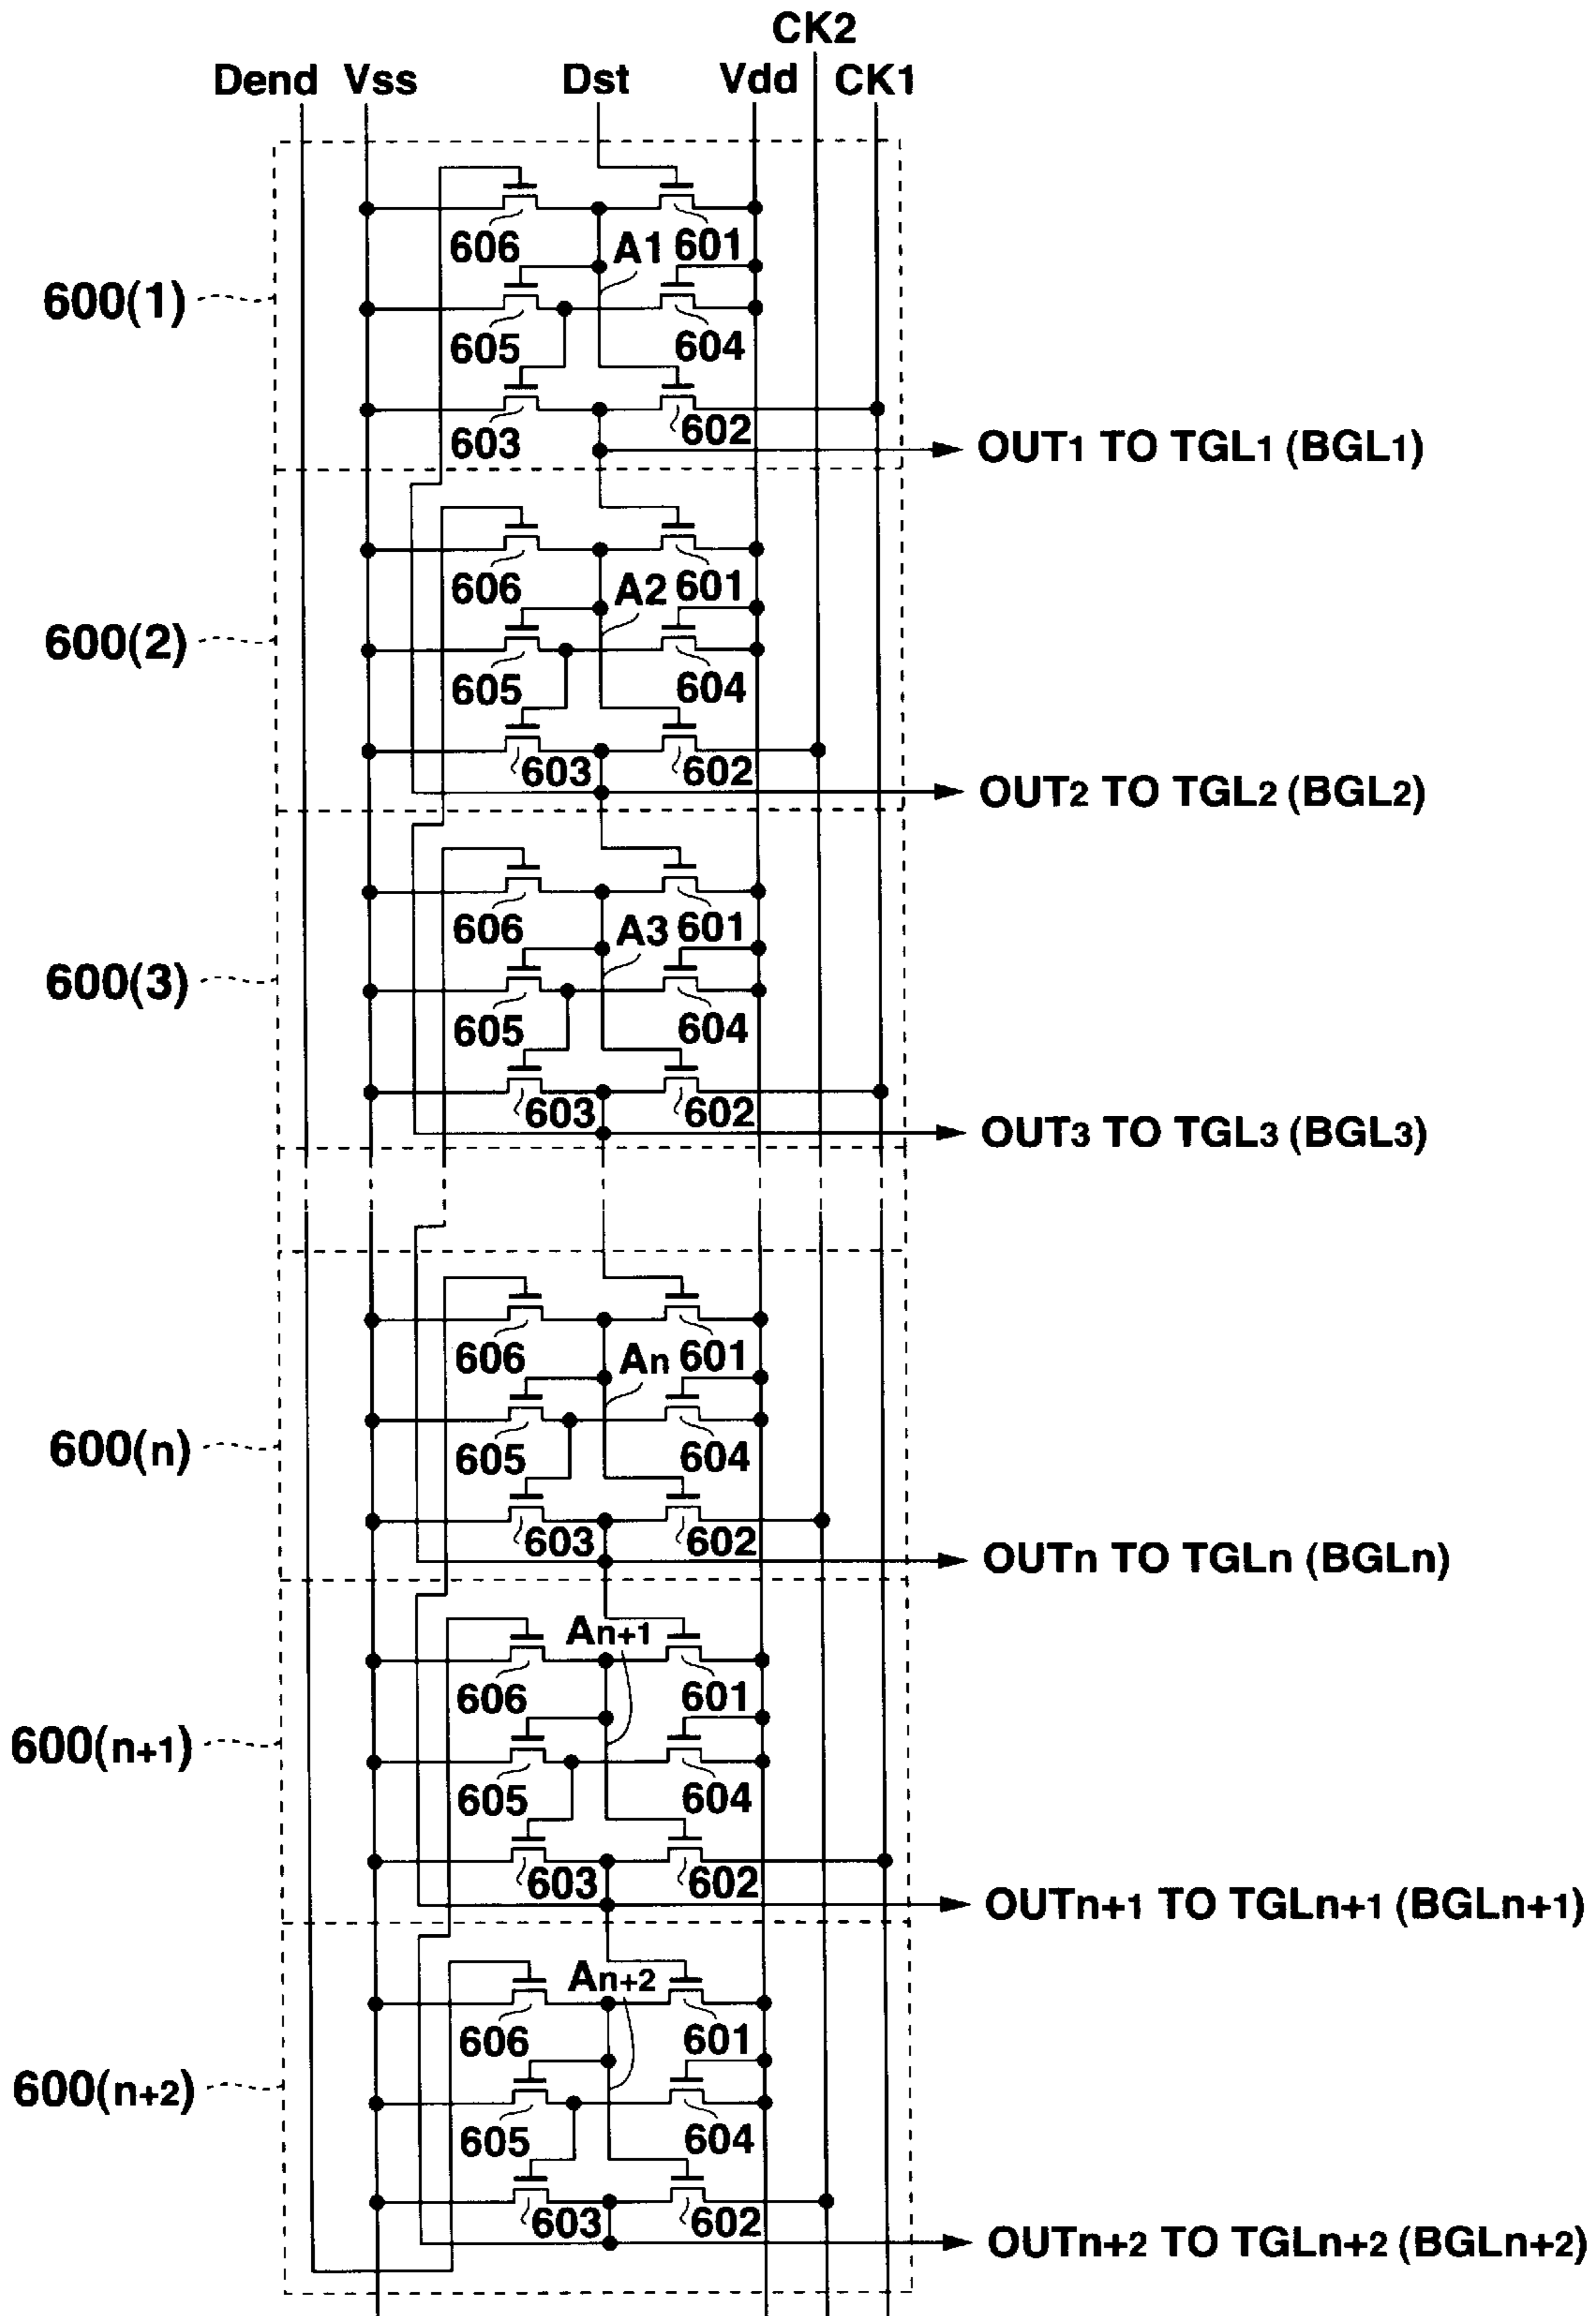 CK2
Dend Vss Dst Vdd CK1
606 A1 601
600(1)
605 604
603 602
OUT1 TO TGL1 (BGL1)
606 A2 601
600(2)
605 604
603 602
OUT2 TO TGL2 (BGL2)
606 A3 601
600(3)
605 604
603 602
OUT3 TO TGL3 (BGL3)
606 An 601
600(n)
605 604
603 602
OUTn TO TGLn (BGLn)
An+1
606 601
600(n+1)
605 604
603 602
OUTn+1 TO TGLn+1 (BGLn+1)
An+2
606 601
600(n+2)
605 604
603 602
OUTn+2 TO TGLn+2 (BGLn+2)